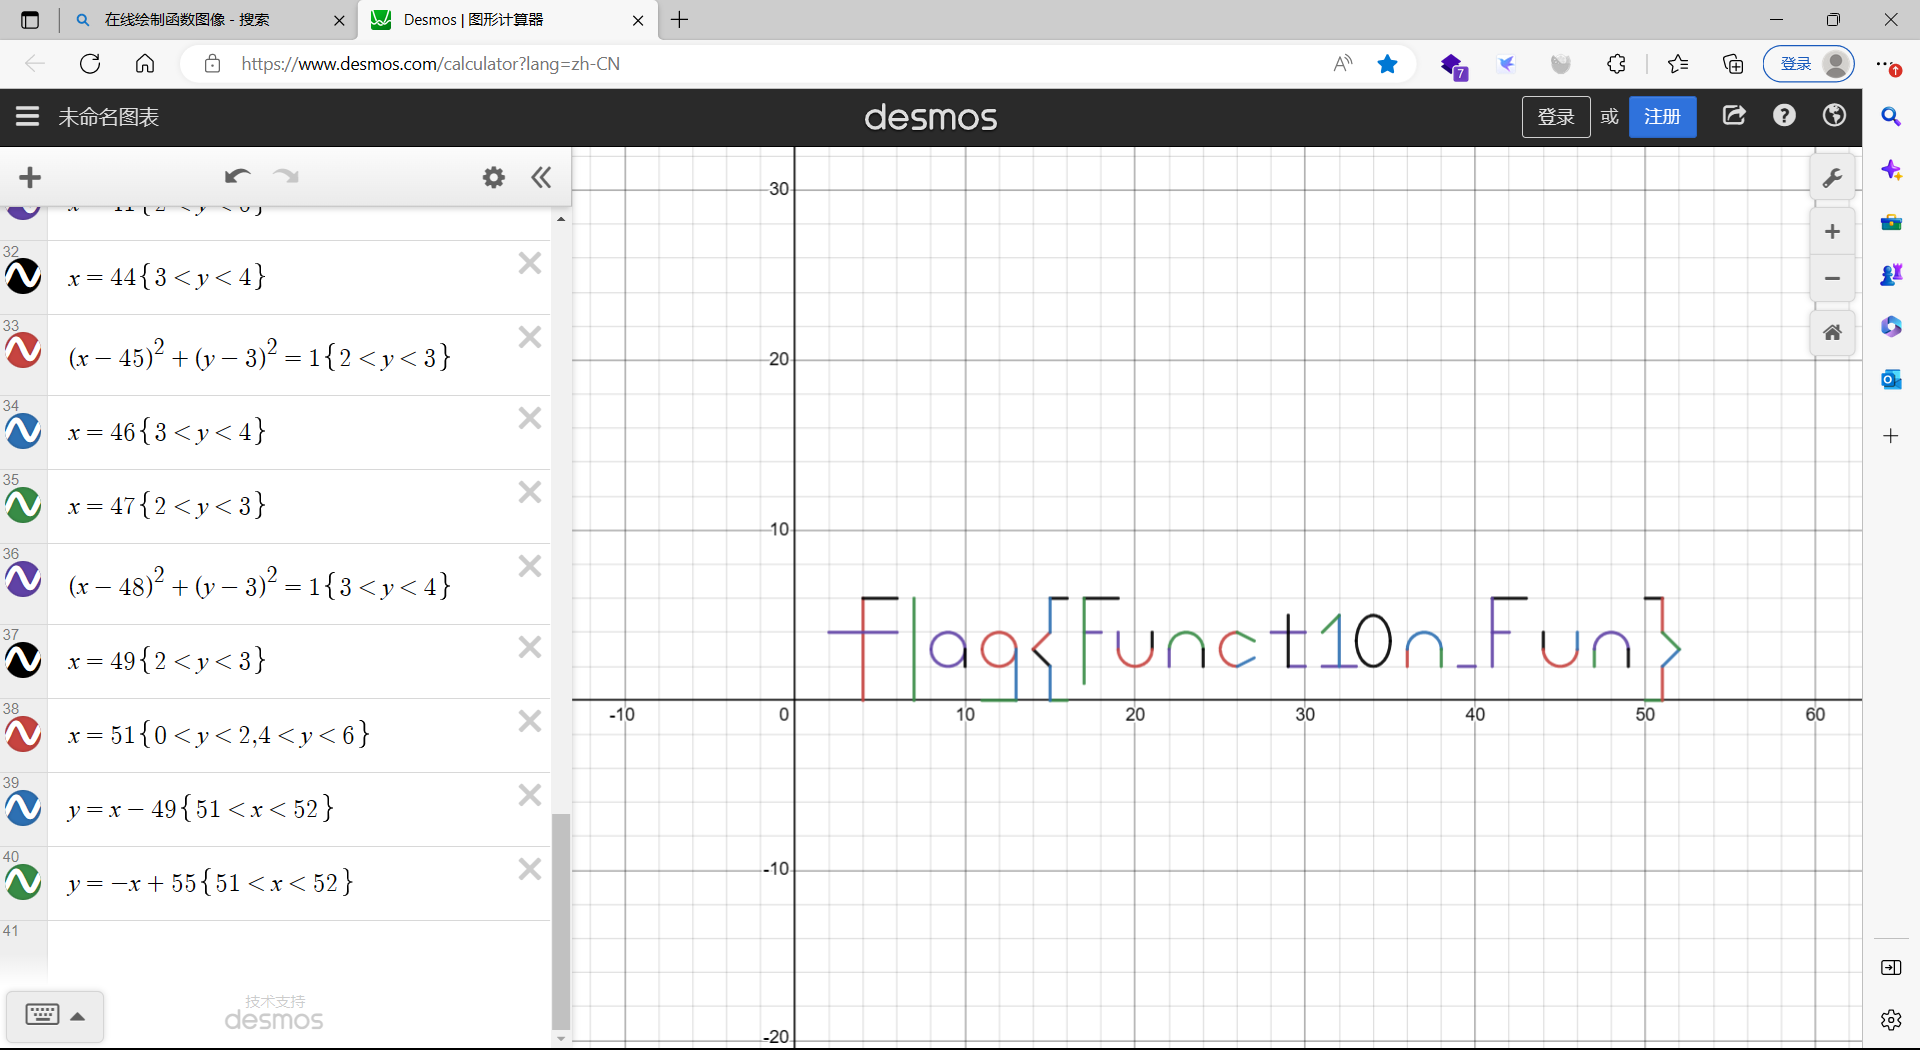 在线绘制函数图像 - 搜索
Desmos | 图形计算器
https://www.desmos.com/calculator?lang=zh-CN
7
登录
未命名图表
desmos
登录 或 注册
32
x = 44{3 < y < 4}
33
(x − 45)² + (y − 3)² = 1{2 < y < 3}
34
x = 46{3 < y < 4}
35
x = 47{2 < y < 3}
36
(x − 48)² + (y − 3)² = 1{3 < y < 4}
37
x = 49{2 < y < 3}
38
x = 51{0 < y < 2,4 < y < 6}
39
y = x − 49{51 < x < 52}
40
y = −x + 55{51 < x < 52}
41
技术支持
desmos
30
20
10
flag{Funct10n_Fun}
-10 0 10 20 30 40 50 60
-10
-20